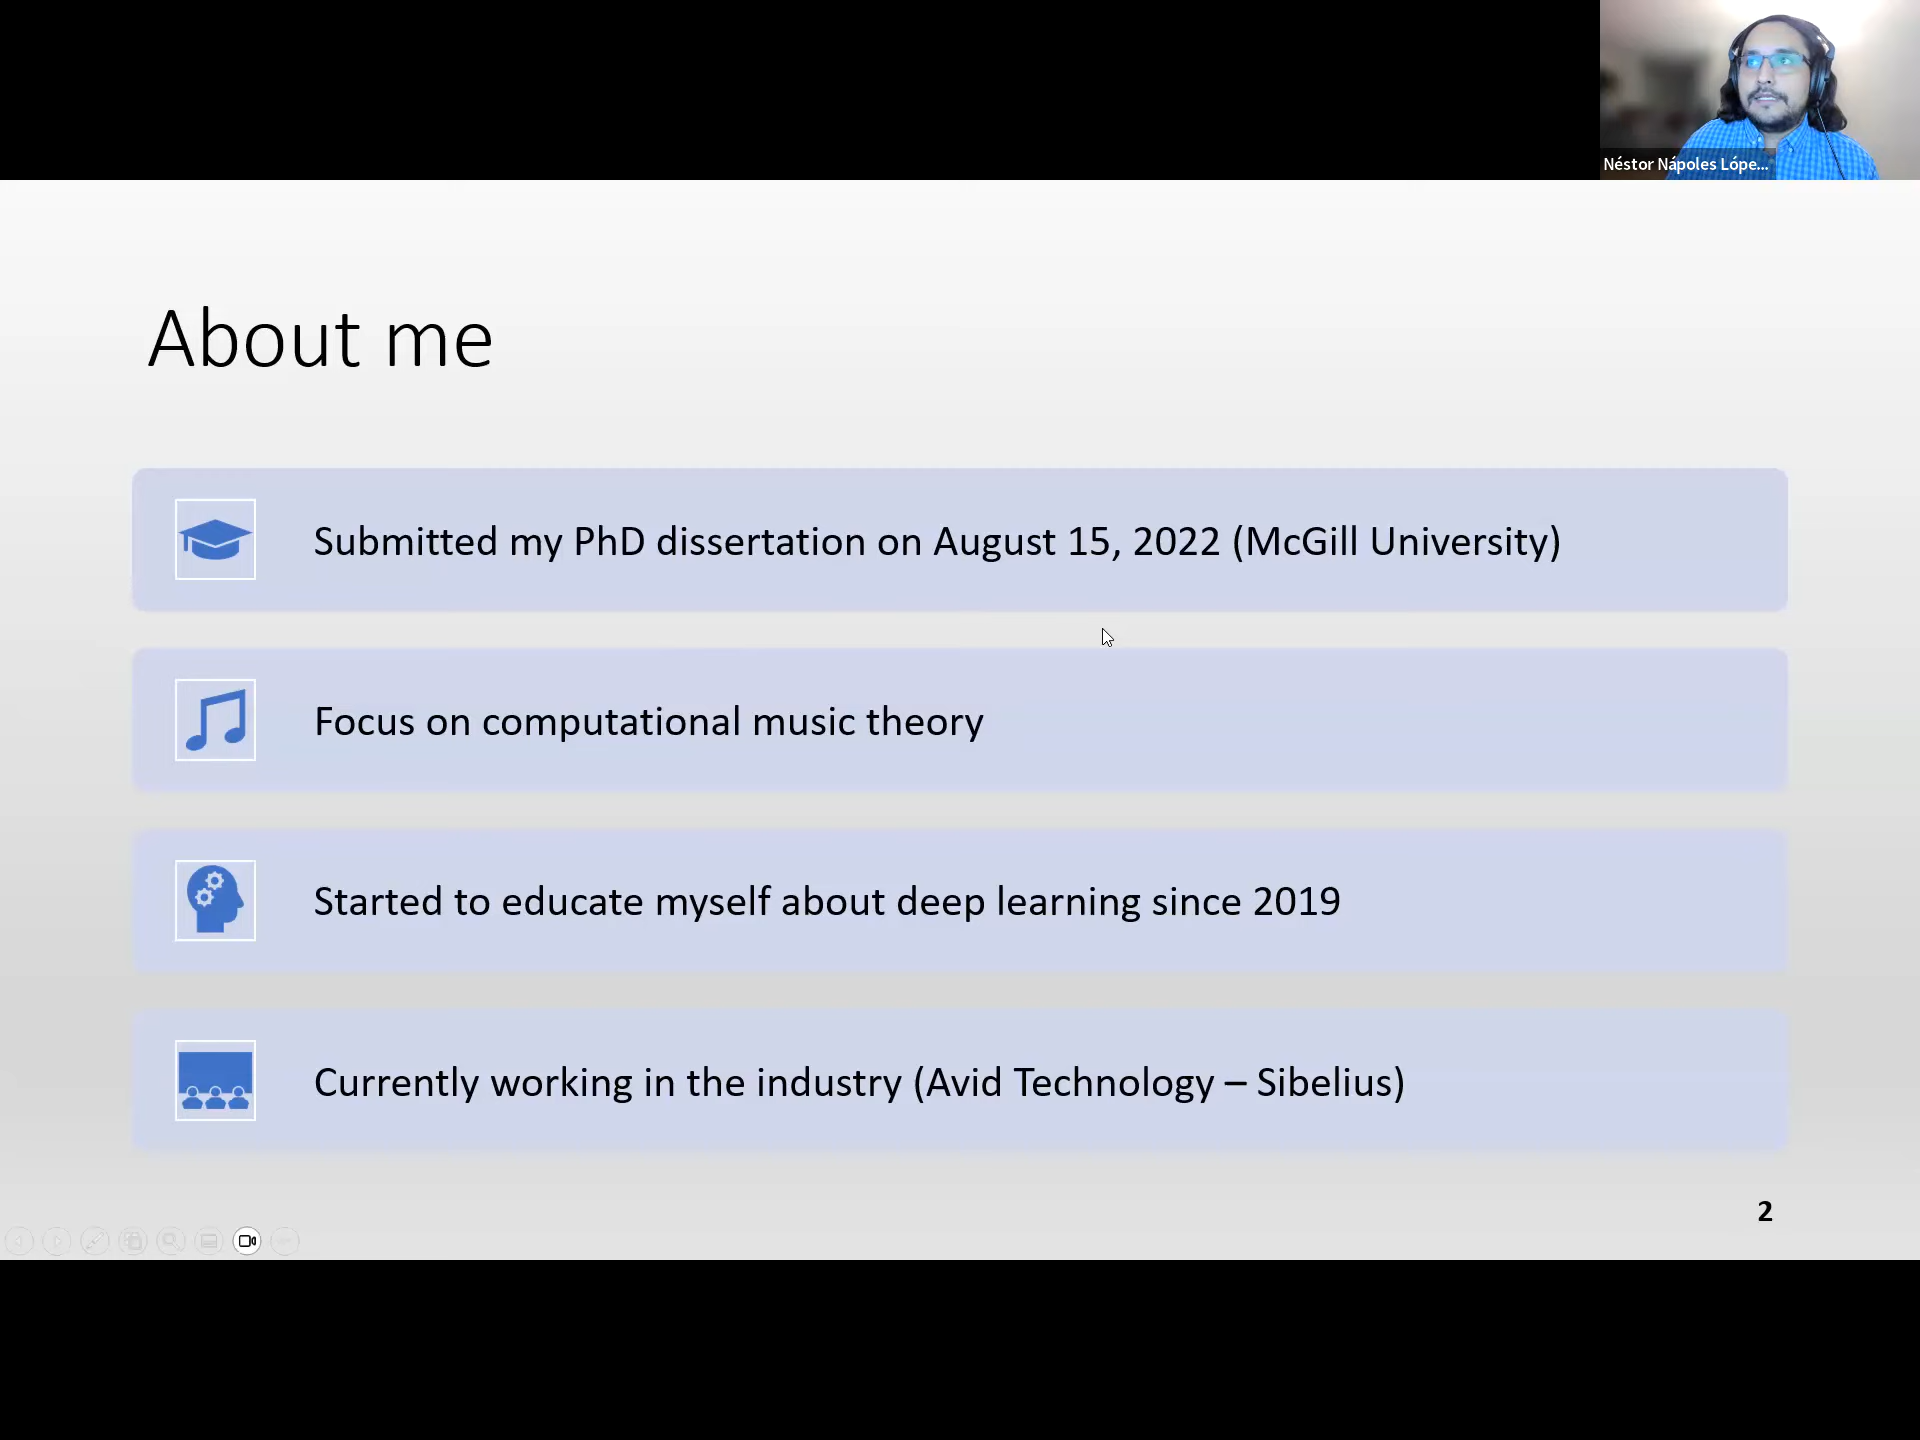 Néstor Nápoles Lópe...
About me
Submitted my PhD dissertation on August 15, 2022 (McGill University)
Focus on computational music theory
Started to educate myself about deep learning since 2019
Currently working in the industry (Avid Technology – Sibelius)
2